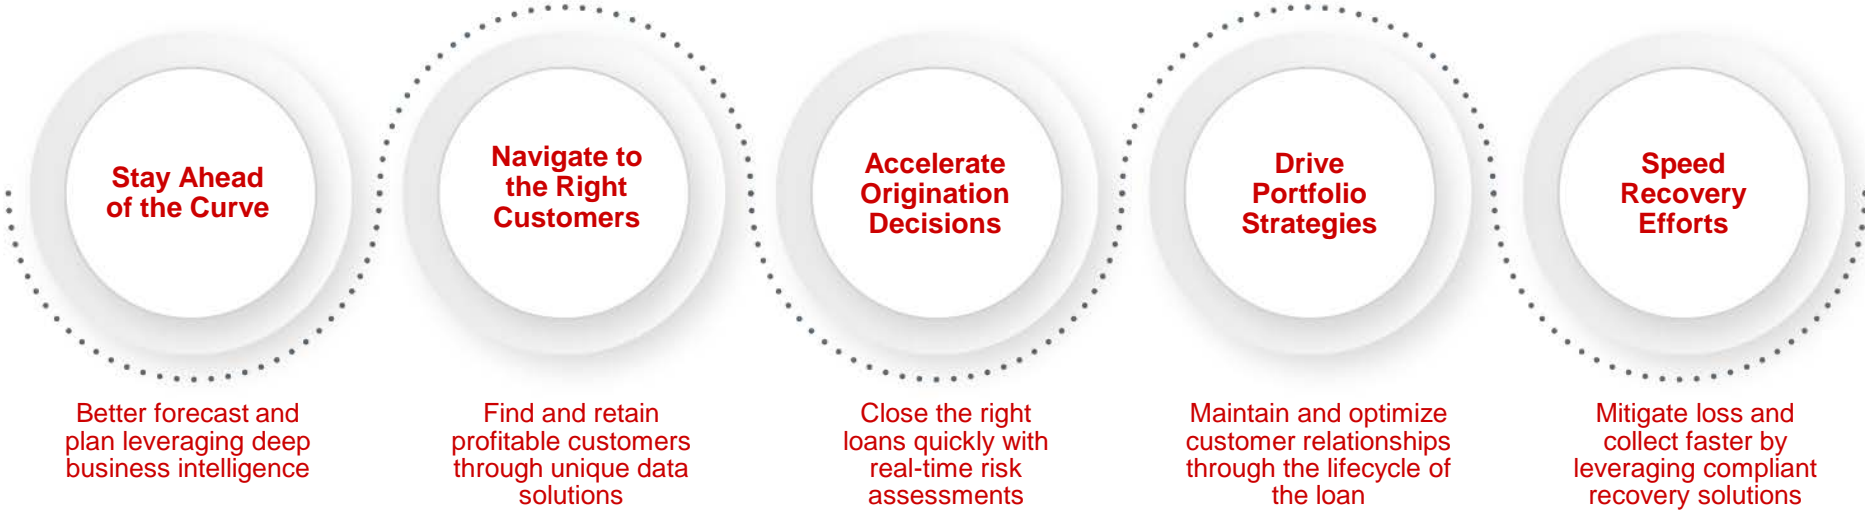 Stay Ahead
of the Curve
Better forecast and
plan leveraging deep
business intelligence
Navigate to
the Right
Customers
Find and retain
profitable customers
through unique data
solutions
Accelerate
Origination
Decisions
Close the right
loans quickly with
real-time risk
assessments
Drive
Portfolio
Strategies
Maintain and optimize
customer relationships
through the lifecycle of
the loan
Speed
Recovery
Efforts
Mitigate loss and
collect faster by
leveraging compliant
recovery solutions